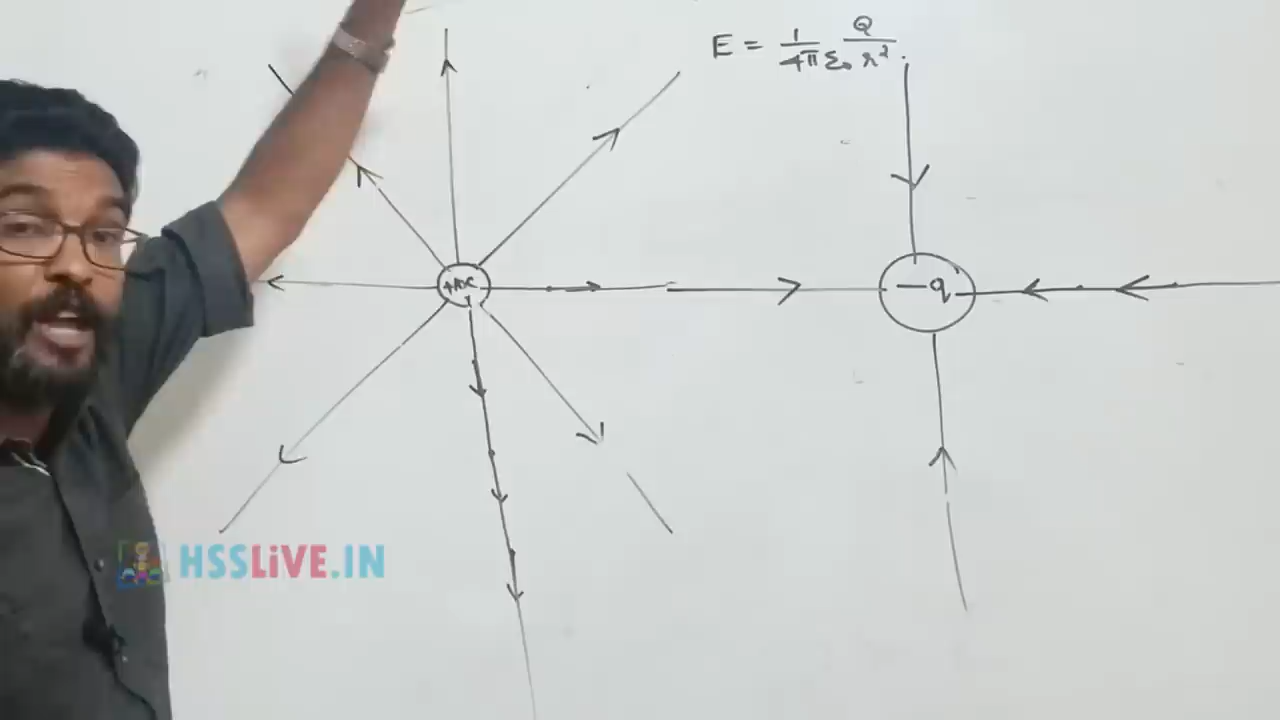 E = 1/4πε₀ Q/r²
−q
HSSLiVE.IN